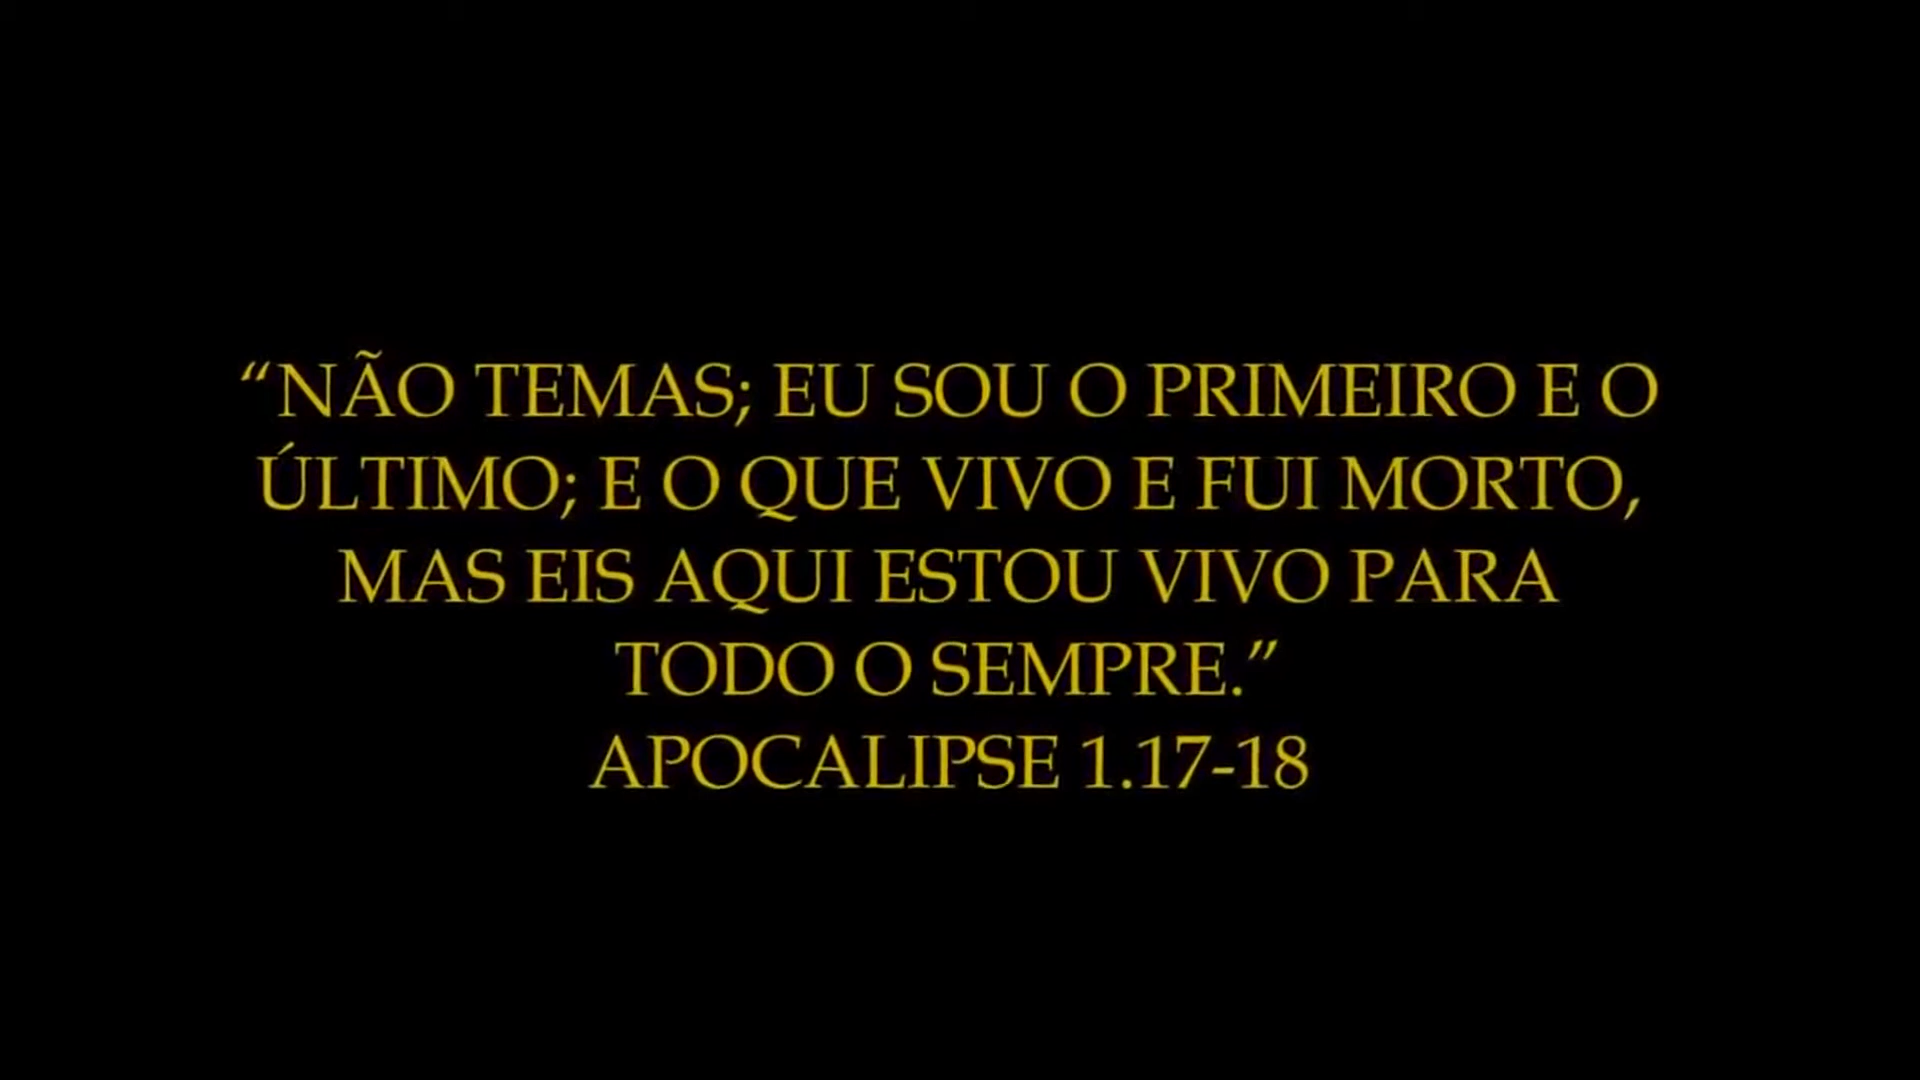 “NÃO TEMAS; EU SOU O PRIMEIRO E O
ÚLTIMO; E O QUE VIVO E FUI MORTO,
MAS EIS AQUI ESTOU VIVO PARA
TODO O SEMPRE.”
APOCALIPSE 1.17-18